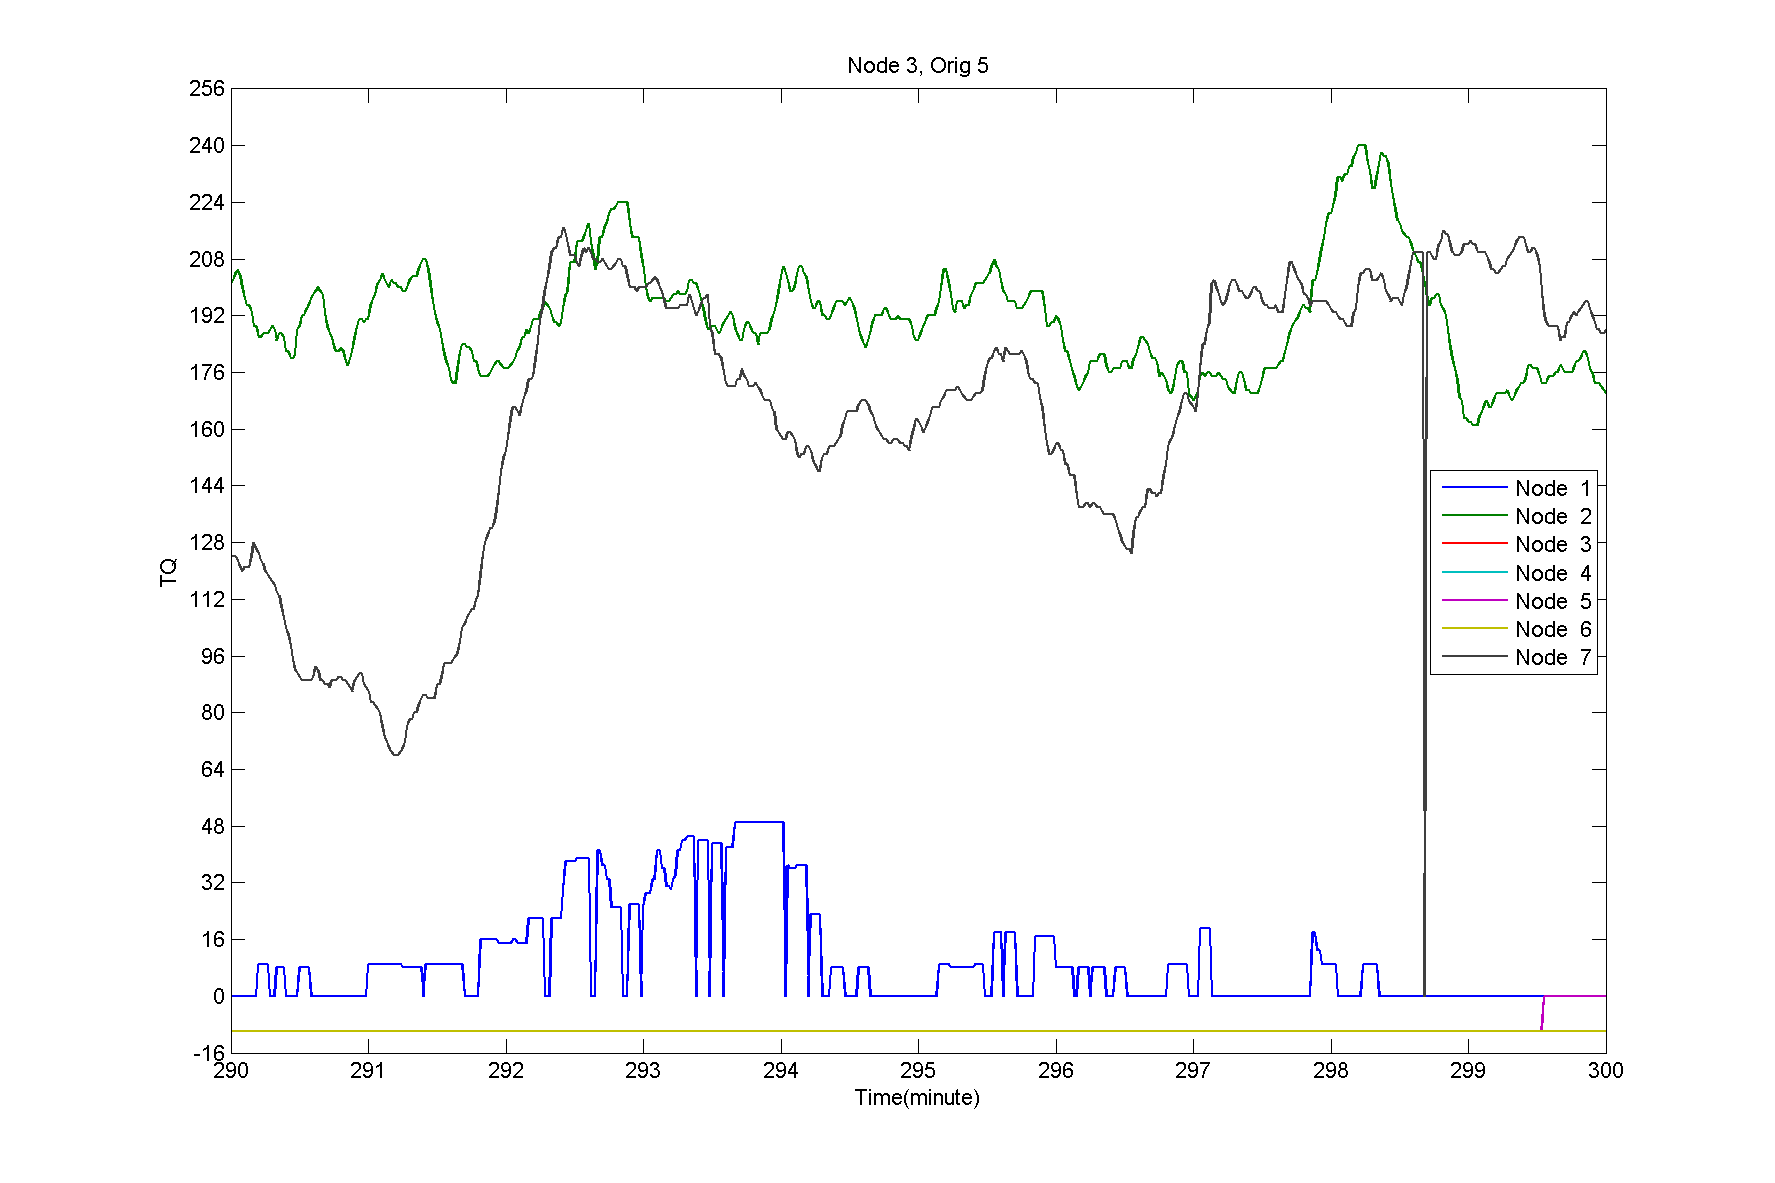 Node 3, Orig 5
256
240
224
208
192
176
160
144
128
112
96
80
64
48
32
16
0
-16
TQ
Node 1
Node 2
Node 3
Node 4
Node 5
Node 6
Node 7
290 291 292 293 294 295 296 297 298 299 300
Time(minute)